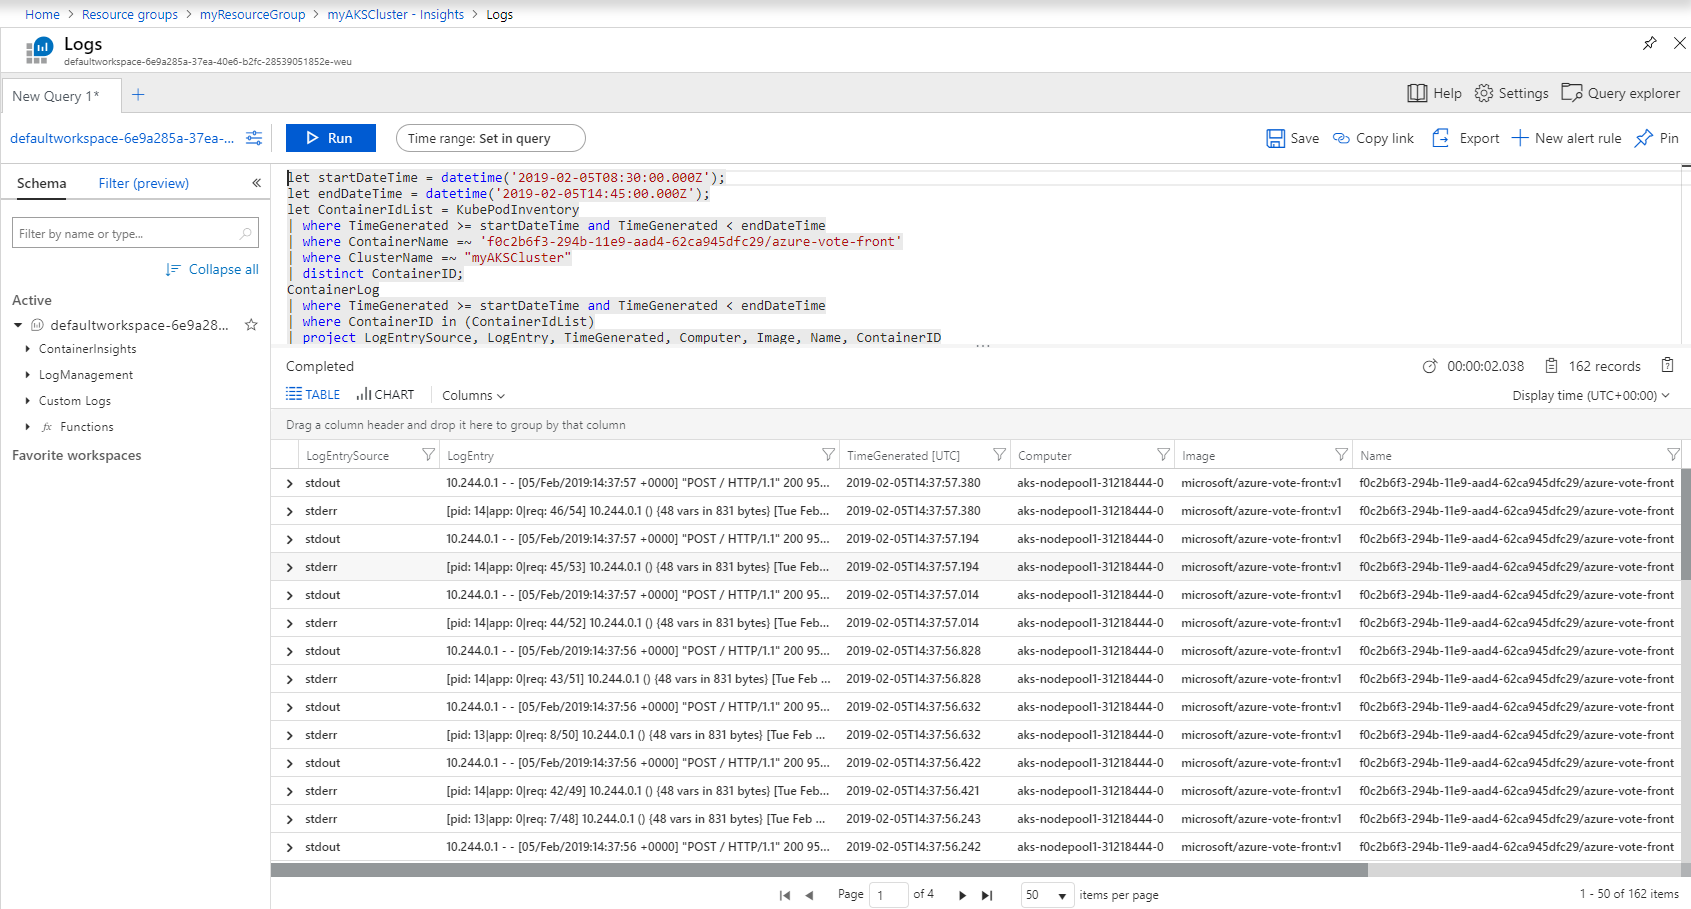 Home > Resource groups > myResourceGroup > myAKSCluster - Insights > Logs
Logs
defaultworkspace-6e9a285a-37ea-40e6-b2fc-28539051852e-weu
New Query 1*
Help Settings Query explorer
defaultworkspace-6e9a285a-37ea-...
Run
Time range: Set in query
Save Copy link Export New alert rule Pin
Schema Filter (preview) «
Filter by name or type...
Collapse all
Active
defaultworkspace-6e9a28...
ContainerInsights
LogManagement
Custom Logs
fx Functions
Favorite workspaces
let startDateTime = datetime('2019-02-05T08:30:00.000Z');
let endDateTime = datetime('2019-02-05T14:45:00.000Z');
let ContainerIdList = KubePodInventory
| where TimeGenerated >= startDateTime and TimeGenerated < endDateTime
| where ContainerName =~ 'f0c2b6f3-294b-11e9-aad4-62ca945dfc29/azure-vote-front'
| where ClusterName =~ "myAKSCluster"
| distinct ContainerID;
ContainerLog
| where TimeGenerated >= startDateTime and TimeGenerated < endDateTime
| where ContainerID in (ContainerIdList)
| project LogEntrySource, LogEntry, TimeGenerated, Computer, Image, Name, ContainerID
Completed
00:00:02.038 162 records
TABLE CHART Columns
Display time (UTC+00:00)
Drag a column header and drop it here to group by that column
LogEntrySource LogEntry TimeGenerated [UTC] Computer Image Name
stdout 10.244.0.1 - - [05/Feb/2019:14:37:57 +0000] "POST / HTTP/1.1" 200 95... 2019-02-05T14:37:57.380 aks-nodepool1-31218444-0 microsoft/azure-vote-front:v1 f0c2b6f3-294b-11e9-aad4-62ca945dfc29/azure-vote-front
stderr [pid: 14|app: 0|req: 46/54] 10.244.0.1 () {48 vars in 831 bytes} [Tue Feb... 2019-02-05T14:37:57.380 aks-nodepool1-31218444-0 microsoft/azure-vote-front:v1 f0c2b6f3-294b-11e9-aad4-62ca945dfc29/azure-vote-front
stdout 10.244.0.1 - - [05/Feb/2019:14:37:57 +0000] "POST / HTTP/1.1" 200 95... 2019-02-05T14:37:57.194 aks-nodepool1-31218444-0 microsoft/azure-vote-front:v1 f0c2b6f3-294b-11e9-aad4-62ca945dfc29/azure-vote-front
stderr [pid: 14|app: 0|req: 45/53] 10.244.0.1 () {48 vars in 831 bytes} [Tue Feb... 2019-02-05T14:37:57.194 aks-nodepool1-31218444-0 microsoft/azure-vote-front:v1 f0c2b6f3-294b-11e9-aad4-62ca945dfc29/azure-vote-front
stdout 10.244.0.1 - - [05/Feb/2019:14:37:57 +0000] "POST / HTTP/1.1" 200 95... 2019-02-05T14:37:57.014 aks-nodepool1-31218444-0 microsoft/azure-vote-front:v1 f0c2b6f3-294b-11e9-aad4-62ca945dfc29/azure-vote-front
stderr [pid: 14|app: 0|req: 44/52] 10.244.0.1 () {48 vars in 831 bytes} [Tue Feb... 2019-02-05T14:37:57.014 aks-nodepool1-31218444-0 microsoft/azure-vote-front:v1 f0c2b6f3-294b-11e9-aad4-62ca945dfc29/azure-vote-front
stdout 10.244.0.1 - - [05/Feb/2019:14:37:56 +0000] "POST / HTTP/1.1" 200 95... 2019-02-05T14:37:56.828 aks-nodepool1-31218444-0 microsoft/azure-vote-front:v1 f0c2b6f3-294b-11e9-aad4-62ca945dfc29/azure-vote-front
stderr [pid: 14|app: 0|req: 43/51] 10.244.0.1 () {48 vars in 831 bytes} [Tue Feb ... 2019-02-05T14:37:56.828 aks-nodepool1-31218444-0 microsoft/azure-vote-front:v1 f0c2b6f3-294b-11e9-aad4-62ca945dfc29/azure-vote-front
stdout 10.244.0.1 - - [05/Feb/2019:14:37:56 +0000] "POST / HTTP/1.1" 200 95... 2019-02-05T14:37:56.632 aks-nodepool1-31218444-0 microsoft/azure-vote-front:v1 f0c2b6f3-294b-11e9-aad4-62ca945dfc29/azure-vote-front
stderr [pid: 13|app: 0|req: 8/50] 10.244.0.1 () {48 vars in 831 bytes} [Tue Feb ... 2019-02-05T14:37:56.632 aks-nodepool1-31218444-0 microsoft/azure-vote-front:v1 f0c2b6f3-294b-11e9-aad4-62ca945dfc29/azure-vote-front
stdout 10.244.0.1 - - [05/Feb/2019:14:37:56 +0000] "POST / HTTP/1.1" 200 95... 2019-02-05T14:37:56.422 aks-nodepool1-31218444-0 microsoft/azure-vote-front:v1 f0c2b6f3-294b-11e9-aad4-62ca945dfc29/azure-vote-front
stderr [pid: 14|app: 0|req: 42/49] 10.244.0.1 () {48 vars in 831 bytes} [Tue Feb... 2019-02-05T14:37:56.421 aks-nodepool1-31218444-0 microsoft/azure-vote-front:v1 f0c2b6f3-294b-11e9-aad4-62ca945dfc29/azure-vote-front
stderr [pid: 13|app: 0|req: 7/48] 10.244.0.1 () {48 vars in 831 bytes} [Tue Feb ... 2019-02-05T14:37:56.243 aks-nodepool1-31218444-0 microsoft/azure-vote-front:v1 f0c2b6f3-294b-11e9-aad4-62ca945dfc29/azure-vote-front
stdout 10.244.0.1 - - [05/Feb/2019:14:37:56 +0000] "POST / HTTP/1.1" 200 95... 2019-02-05T14:37:56.242 aks-nodepool1-31218444-0 microsoft/azure-vote-front:v1 f0c2b6f3-294b-11e9-aad4-62ca945dfc29/azure-vote-front
Page 1 of 4 50 items per page 1 - 50 of 162 items